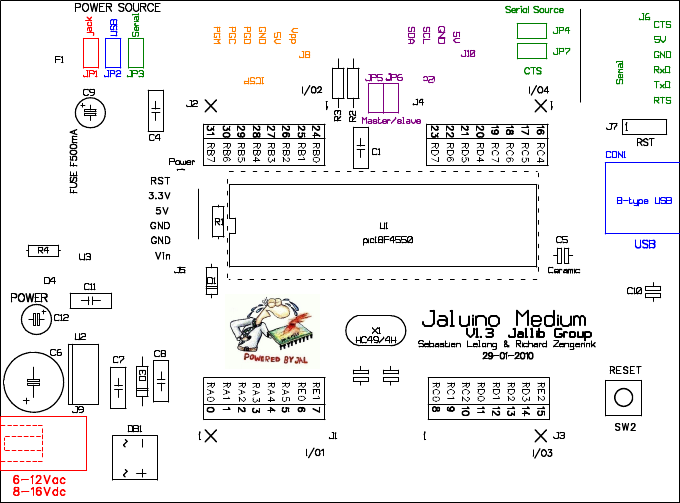 POWER SOURCE
jack
USB
Serial
JP1 JP2 JP3
F1
C9
C4
FUSE F500mA
PGM
PGC
PGD
GND
5V
Vpp
J8
ICSP
I/O2
J2
R3
R2
SDA
SCL
GND
5V
J10
i2c
JP5 JP6
J4
Master/slave
Serial Source
JP4
JP7
CTS
I/O4
J6
Serial
CTS
5V
GND
RxD
TxD
RTS
J7
RST
31 30 29 28 27 26 25 24
RB7 RB6 RB5 RB4 RB3 RB2 RB1 RB0
C1
23 22 21 20 19 18 17 16
RD7 RD6 RD5 RD4 RC7 RC6 RC5 RC4
1
Power
1
RST
3.3V
5V
GND
GND
Vin
J5
R1
D1
U1
pic18F4550
C5
Ceramic
CON1
B-type USB
USB
C10
R4
U3
D4
C11
POWER
C12
U2
C6
J9
C7
D3
C8
DB1
6-12Vac
8-16Vdc
POWERED BY JAL
X1
HC49/4H
Jaluino Medium
V1.3 Jallib Group
Sebastien Lelong & Richard Zengerink
29-01-2010
RA0 RA1 RA2 RA3 RA4 RA5 RE0 RE1
0 1 2 3 4 5 6 7
RC0 RC1 RC2 RD0 RD1 RD2 RD3 RE2
8 9 10 11 12 13 14 15
1
J1
I/O1
1
J3
I/O3
RESET
SW2